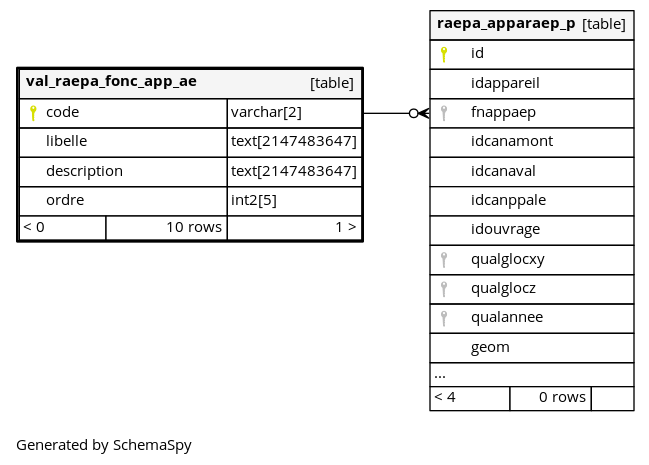 val_raepa_fonc_app_ae [table]
code varchar[2]
libelle text[2147483647]
description text[2147483647]
ordre int2[5]
< 0 10 rows 1 >
raepa_apparaep_p [table]
id
idappareil
fnappaep
idcanamont
idcanaval
idcanppale
idouvrage
qualglocxy
qualglocz
qualannee
geom
...
< 4 0 rows
Generated by SchemaSpy